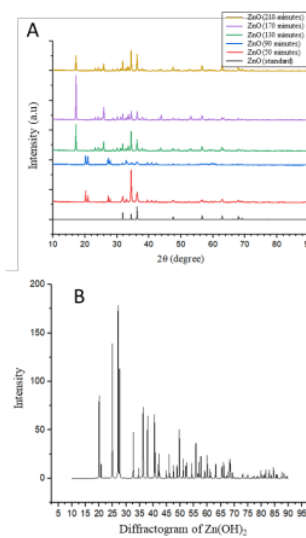 A
ZnO (210 minutes)
ZnO (170 minutes)
ZnO (130 minutes)
ZnO (90 minutes)
ZnO (50 minutes)
ZnO (standard)
Intensity (a.u)
10 20 30 40 50 60 70 80 90
2θ (degree)
B
200
150
100
50
0
Intensity
5 10 15 20 25 30 35 40 45 50 55 60 65 70 75 80 85 90 95
Diffractogram of Zn(OH)₂